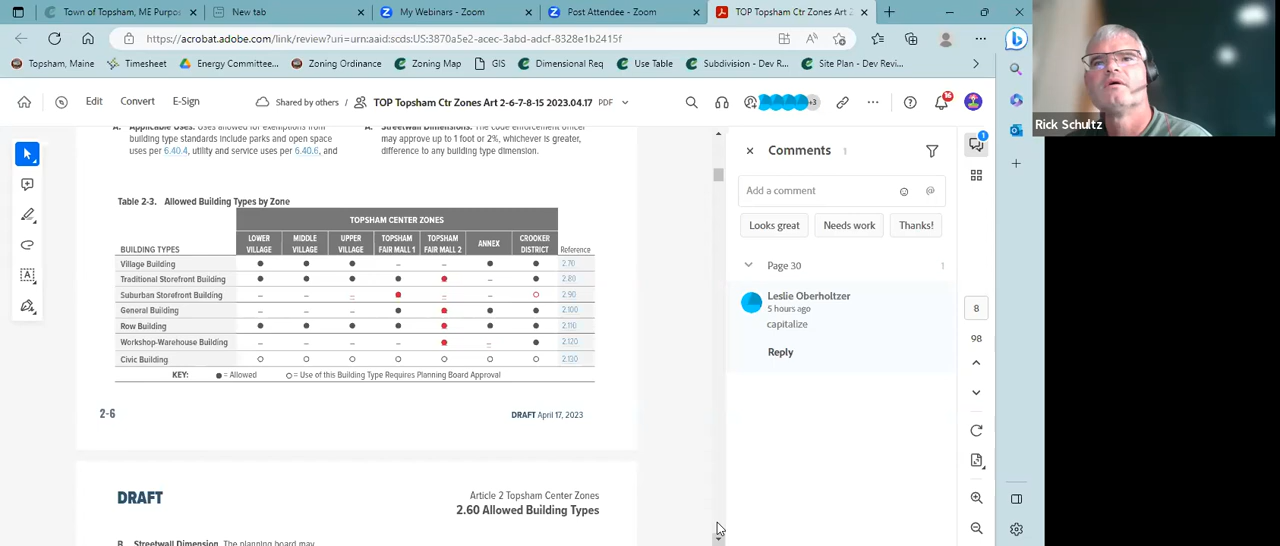 Town of Topsham, ME Purpos
New tab
My Webinars - Zoom
Post Attendee - Zoom
TOP Topsham Ctr Zones Art 2
https://acrobat.adobe.com/link/review?uri=urn:aaid:scds:US:3870a5e2-acec-3abd-adcf-8328e1b2415f
Topsham, Maine
Timesheet
Energy Committee...
Zoning Ordinance
Zoning Map
GIS
Dimensional Req
Use Table
Subdivision - Dev R...
Site Plan - Dev Revi...
Edit
Convert
E-Sign
Shared by others
TOP Topsham Ctr Zones Art 2-6-7-8-15 2023.04.17
PDF
+3
16
Rick Schultz
A. Applicable Uses. Uses allowed for exemptions from
building type standards include parks and open space
uses per 6.40.4, utility and service uses per 6.40.6, and
A. Streetwall Dimensions. The code enforcement officer
may approve up to 1 foot or 2%, whichever is greater,
difference to any building type dimension.
Table 2-3. Allowed Building Types by Zone
TOPSHAM CENTER ZONES
BUILDING TYPES
LOWER VILLAGE
MIDDLE VILLAGE
UPPER VILLAGE
TOPSHAM FAIR MALL 1
TOPSHAM FAIR MALL 2
ANNEX
CROOKER DISTRICT
Reference
Village Building ● ● ● – – ● ● 2.70
Traditional Storefront Building ● ● ● ● ● – ● 2.80
Suburban Storefront Building – – – ● – – ○ 2.90
General Building – – – ● ● ● ● 2.100
Row Building ● ● ● ● ● ● ● 2.110
Workshop-Warehouse Building – – – – ● – ● 2.120
Civic Building ○ ○ ○ ○ ○ ○ ○ 2.130
KEY: ● = Allowed ○ = Use of this Building Type Requires Planning Board Approval
2-6
DRAFT April 17, 2023
DRAFT
Article 2 Topsham Center Zones
2.60 Allowed Building Types
B. Streetwall Dimension. The planning board may
Comments 1
Add a comment
Looks great
Needs work
Thanks!
Page 30
1
Leslie Oberholtzer
5 hours ago
capitalize
Reply
1
8
98